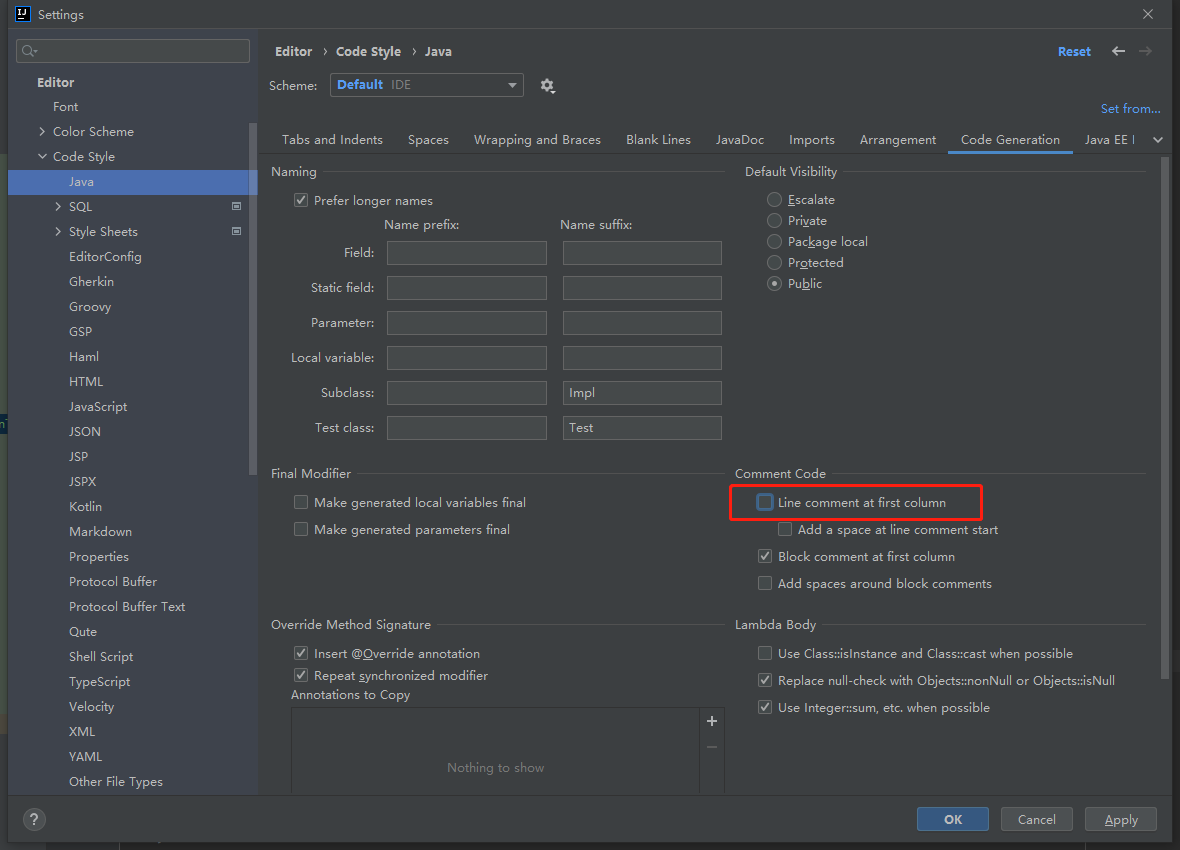 Settings
Editor
Font
Color Scheme
Code Style
Java
SQL
Style Sheets
EditorConfig
Gherkin
Groovy
GSP
Haml
HTML
JavaScript
JSON
JSP
JSPX
Kotlin
Markdown
Properties
Protocol Buffer
Protocol Buffer Text
Qute
Shell Script
TypeScript
Velocity
XML
YAML
Other File Types
Editor › Code Style › Java
Reset
Scheme: Default IDE
Set from...
Tabs and Indents Spaces Wrapping and Braces Blank Lines JavaDoc Imports Arrangement Code Generation Java EE
Naming
Prefer longer names
Name prefix: Name suffix:
Field:
Static field:
Parameter:
Local variable:
Subclass: Impl
Test class: Test
Default Visibility
Escalate
Private
Package local
Protected
Public
Final Modifier
Make generated local variables final
Make generated parameters final
Comment Code
Line comment at first column
Add a space at line comment start
Block comment at first column
Add spaces around block comments
Override Method Signature
Insert @Override annotation
Repeat synchronized modifier
Annotations to Copy
Nothing to show
Lambda Body
Use Class::isInstance and Class::cast when possible
Replace null-check with Objects::nonNull or Objects::isNull
Use Integer::sum, etc. when possible
?
OK Cancel Apply